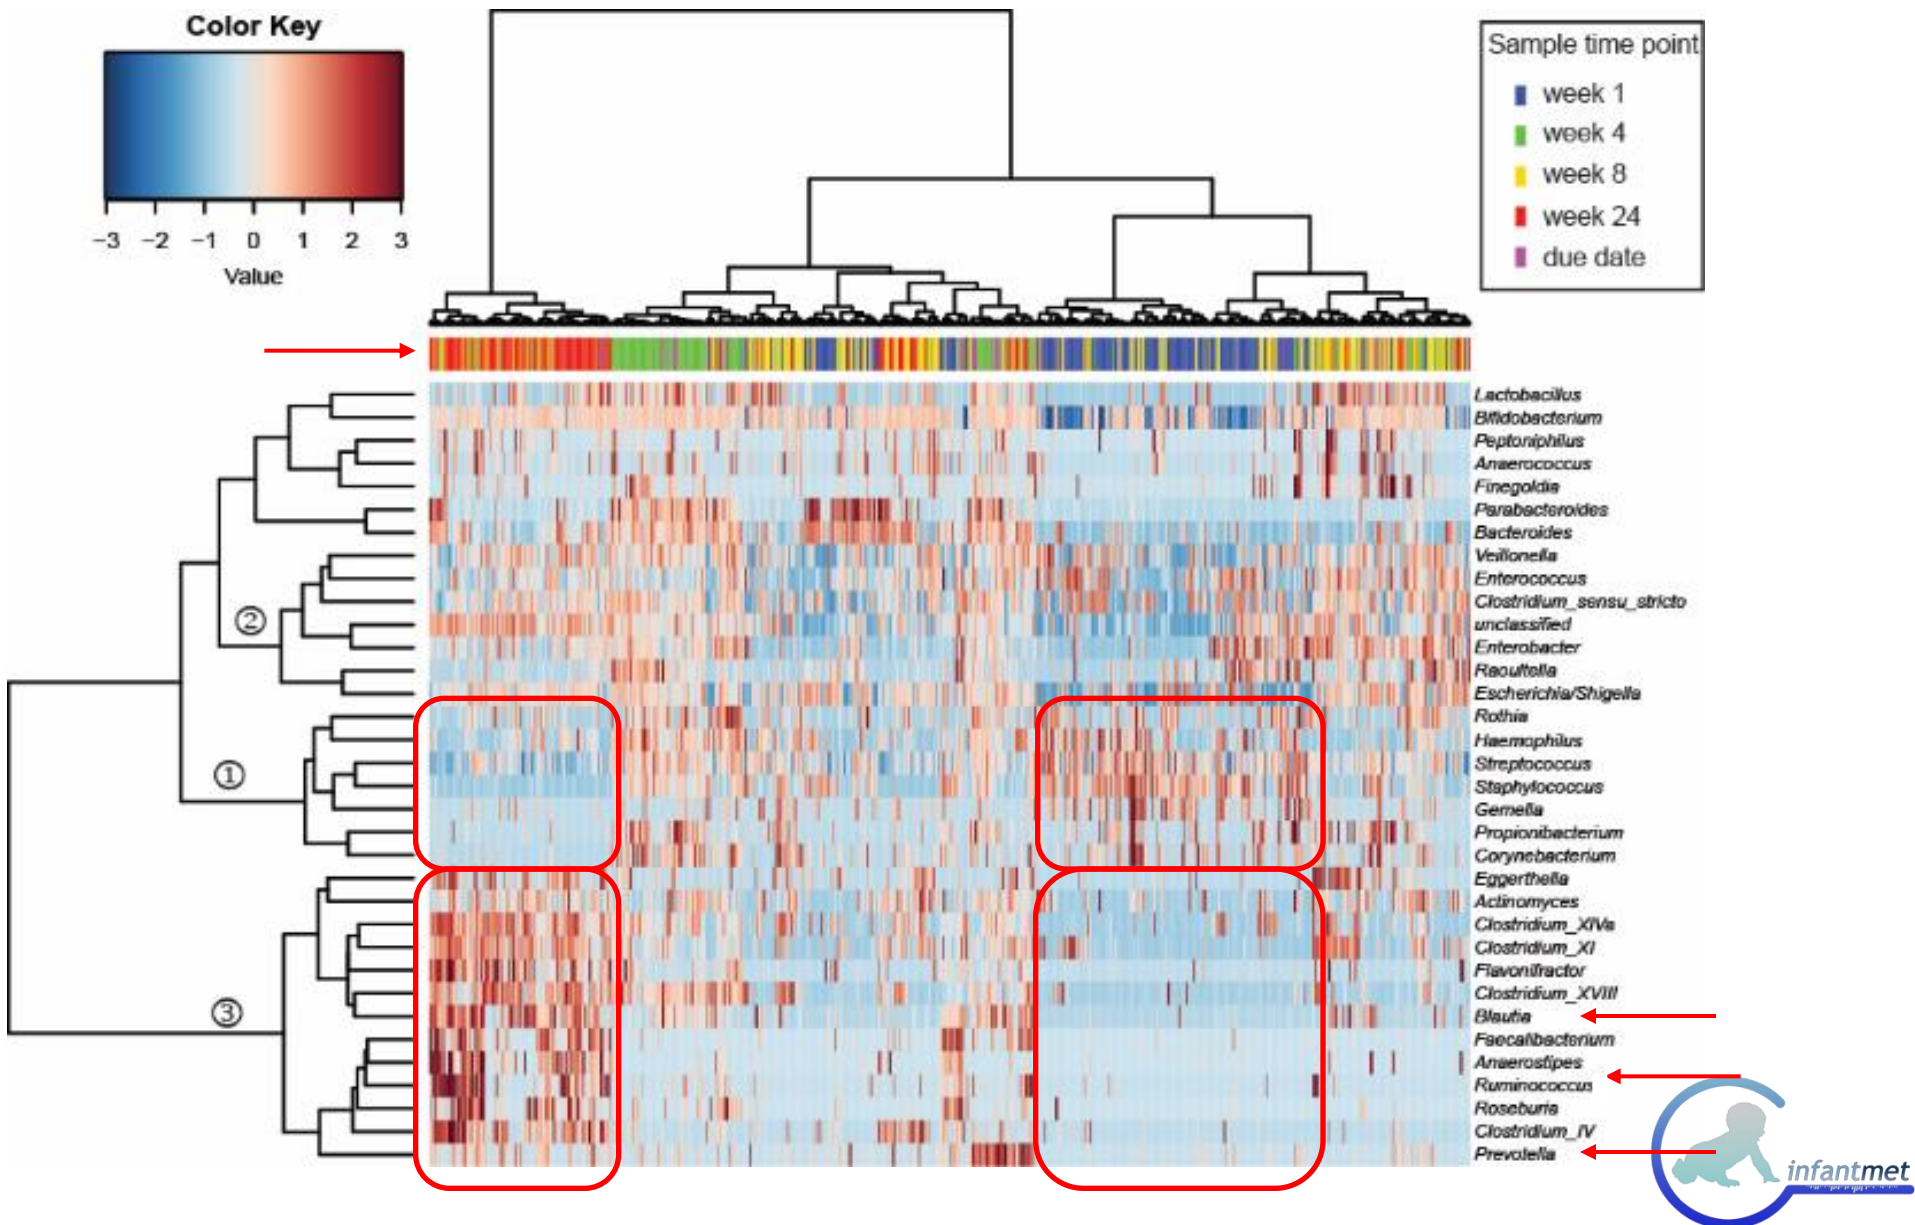 Color Key
−3 −2 −1 0 1 2 3
Value
Sample time point
week 1
week 4
week 8
week 24
due date
Lactobacillus
Bifidobacterium
Peptoniphilus
Anaerococcus
Finegoldia
Parabacteroides
Bacteroides
Veillonella
Enterococcus
Clostridium_sensu_stricto
unclassified
② Enterobacter
Raoultella
Escherichia/Shigella
Rothia
Haemophilus
① Streptococcus
Staphylococcus
Gemella
Propionibacterium
Corynebacterium
Eggerthella
Actinomyces
Clostridium_XIVa
Clostridium_XI
Flavonifractor
Clostridium_XVIII
③ Blautia
Faecalibacterium
Anaerostipes
Ruminococcus
Roseburia
Clostridium_IV
Prevotella
infantmet